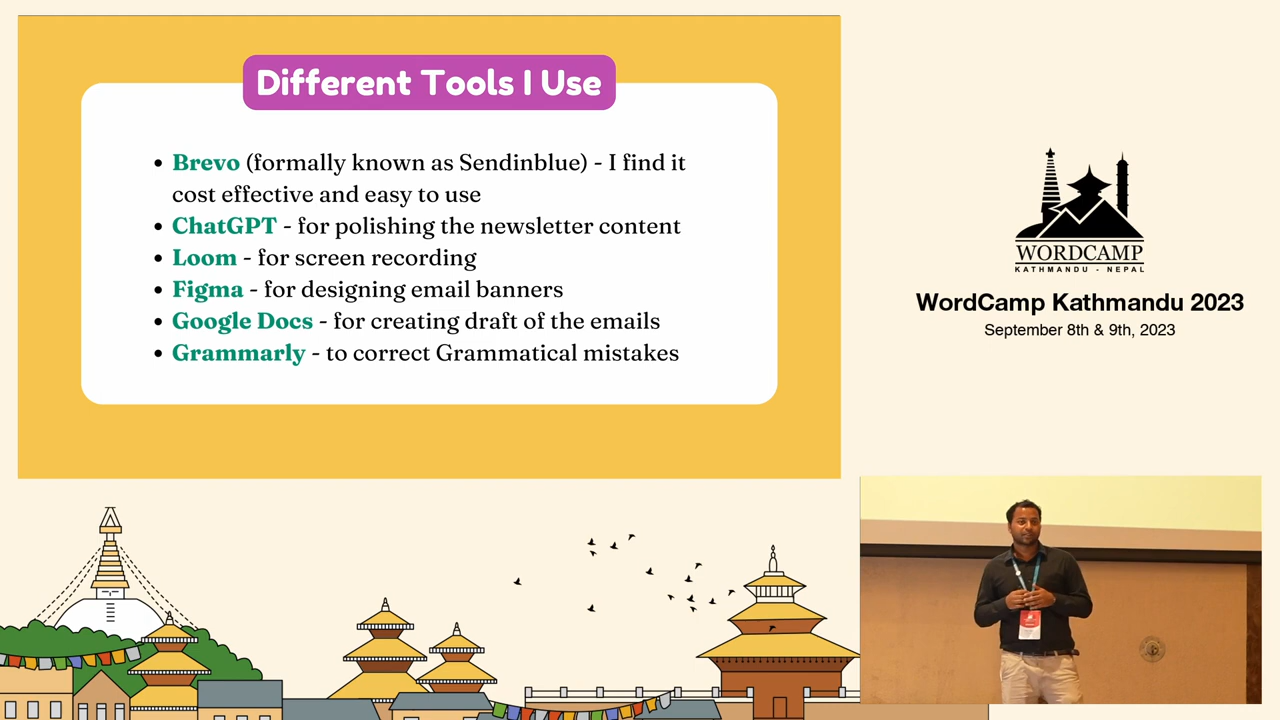 Different Tools I Use
• Brevo (formally known as Sendinblue) - I find it
cost effective and easy to use
• ChatGPT - for polishing the newsletter content
• Loom - for screen recording
• Figma - for designing email banners
• Google Docs - for creating draft of the emails
• Grammarly - to correct Grammatical mistakes
WORDCAMP
KATHMANDU - NEPAL
WordCamp Kathmandu 2023
September 8th & 9th, 2023